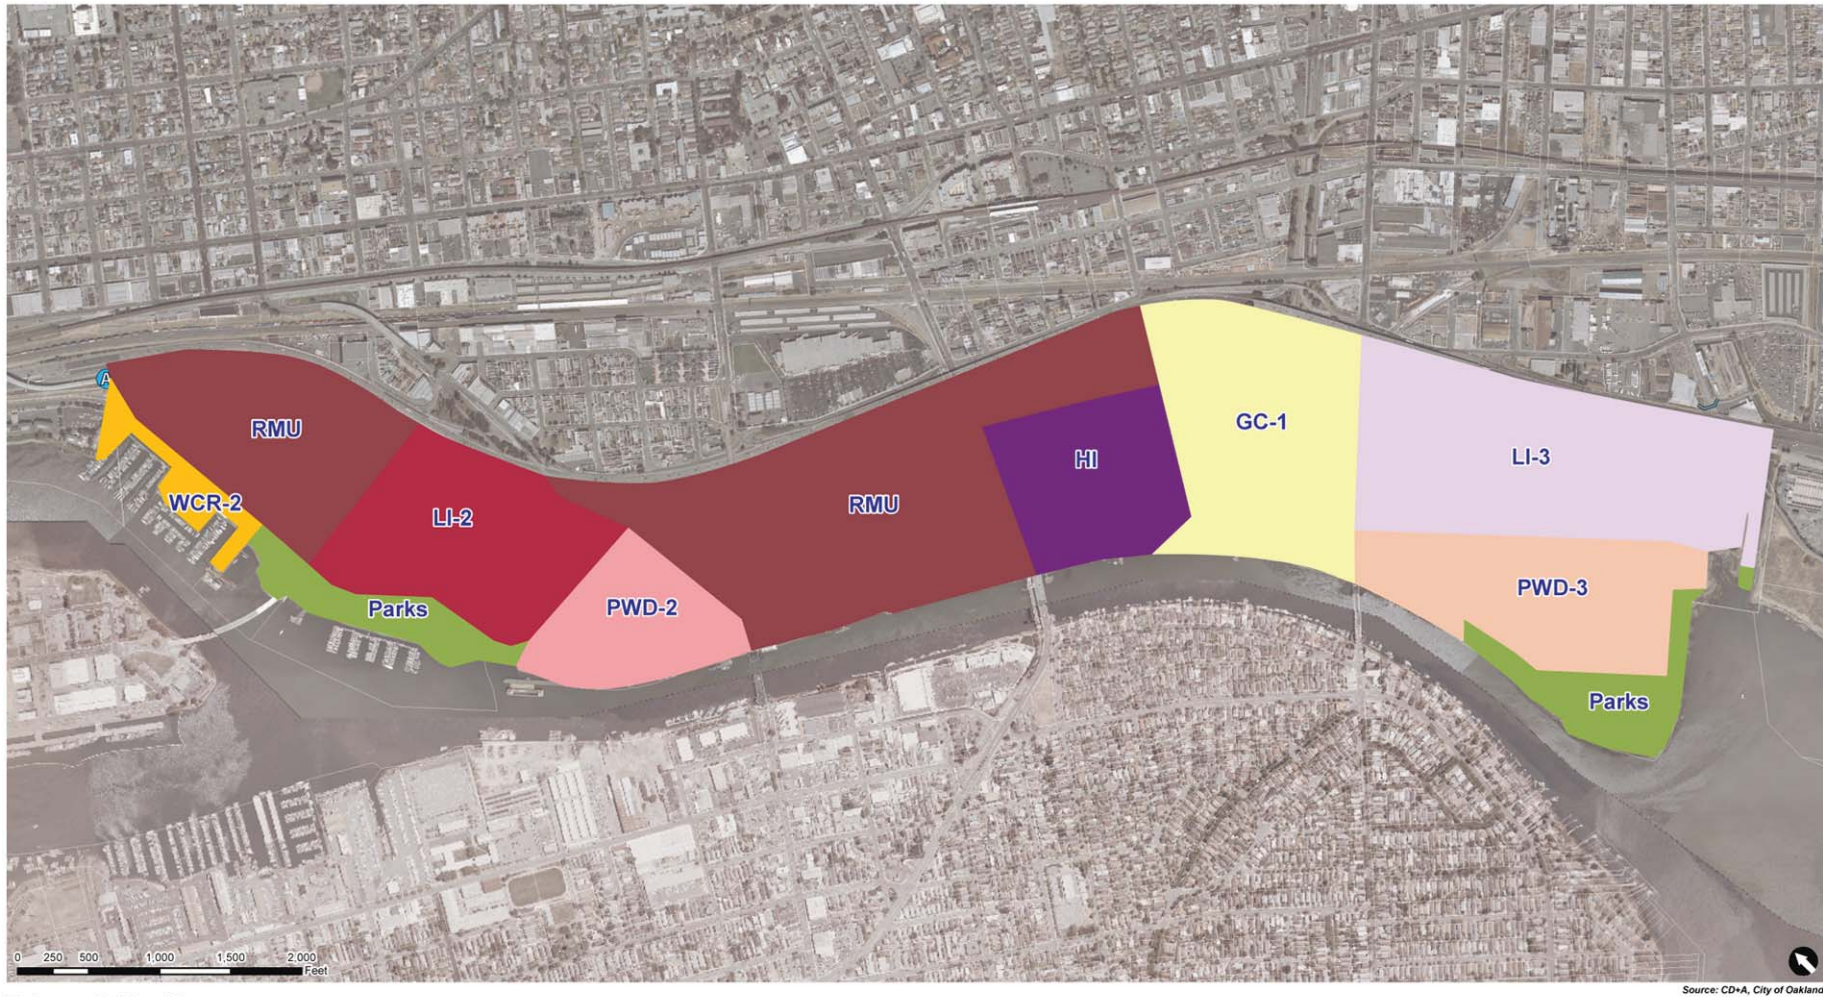 A
RMU
WCR-2
LI-2
Parks
PWD-2
RMU
HI
GC-1
LI-3
PWD-3
Parks
0 250 500 1,000 1,500 2,000
Feet
Source: CD+A, City of Oakland